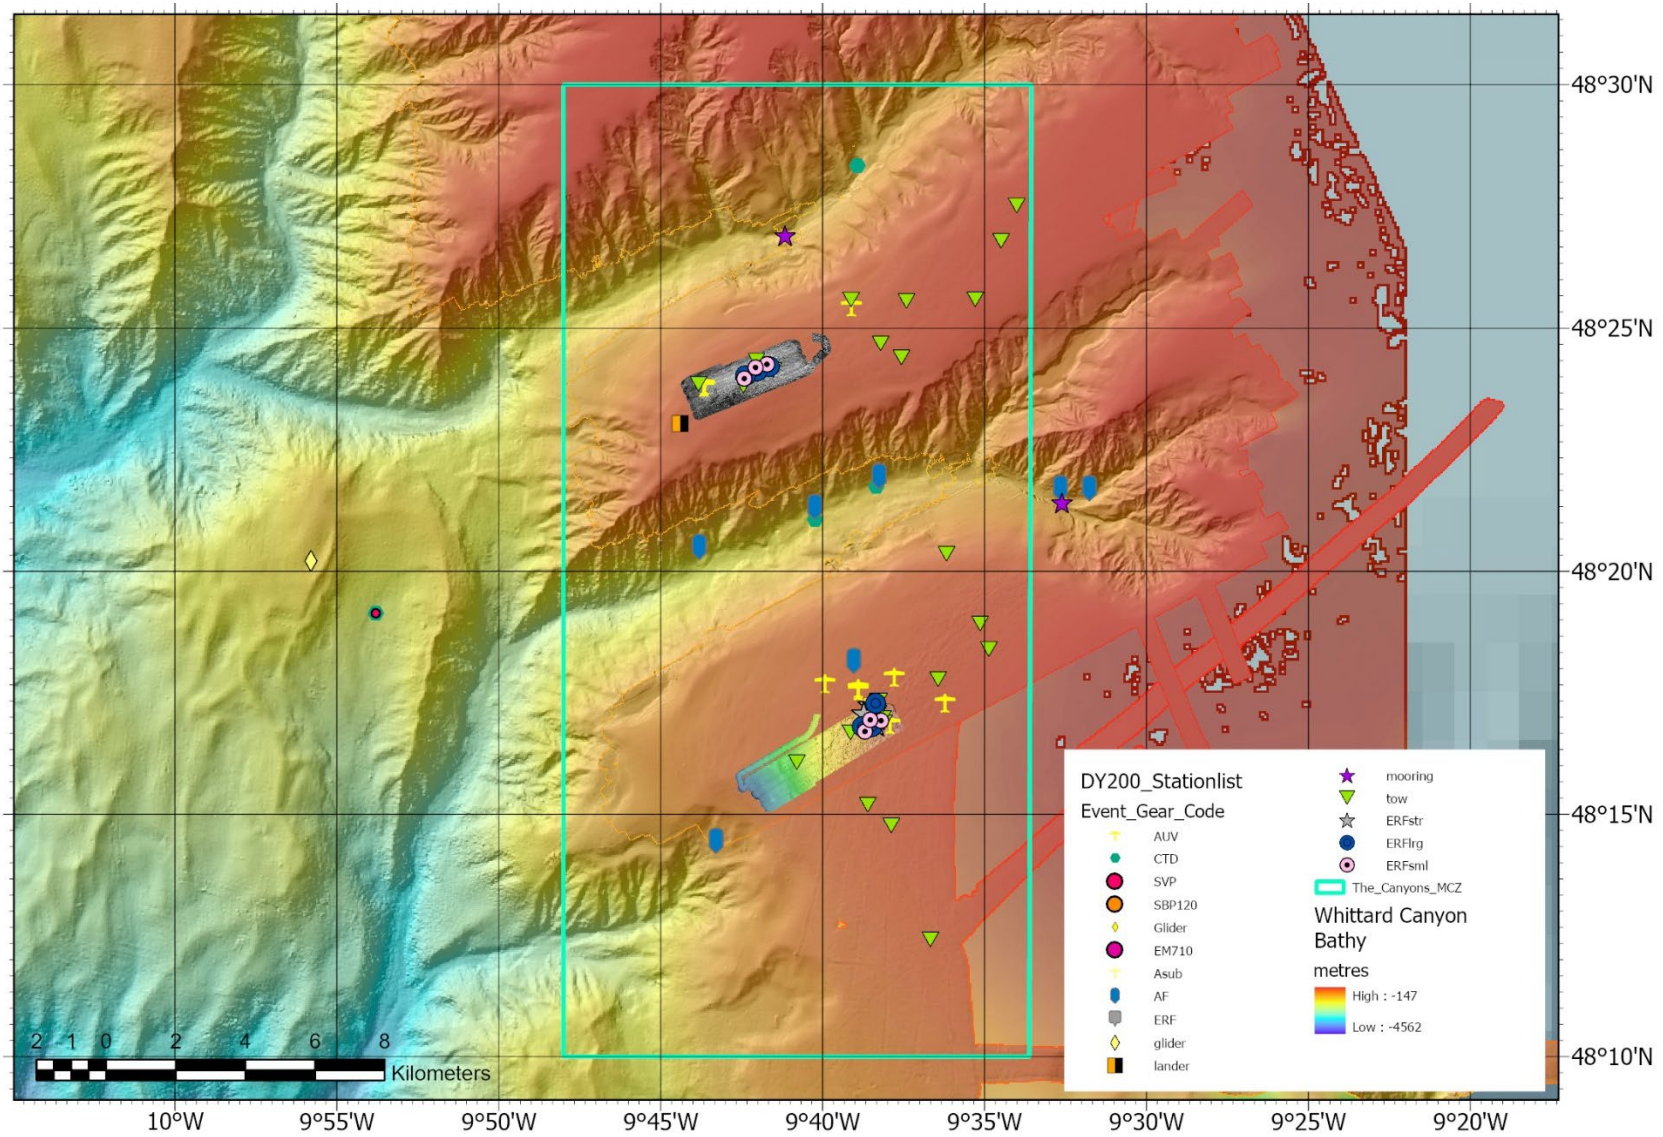 48°30'N
48°25'N
48°20'N
48°15'N
48°10'N
DY200_Stationlist
Event_Gear_Code
AUV
CTD
SVP
SBP120
Glider
EM710
Asub
AF
ERF
glider
lander
mooring
tow
ERFstr
ERFlrg
ERFsml
The_Canyons_MCZ
Whittard Canyon
Bathy
metres
High : -147
Low : -4562
2 1 0 2 4 6 8
Kilometers
10°W 9°55'W 9°50'W 9°45'W 9°40'W 9°35'W 9°30'W 9°25'W 9°20'W